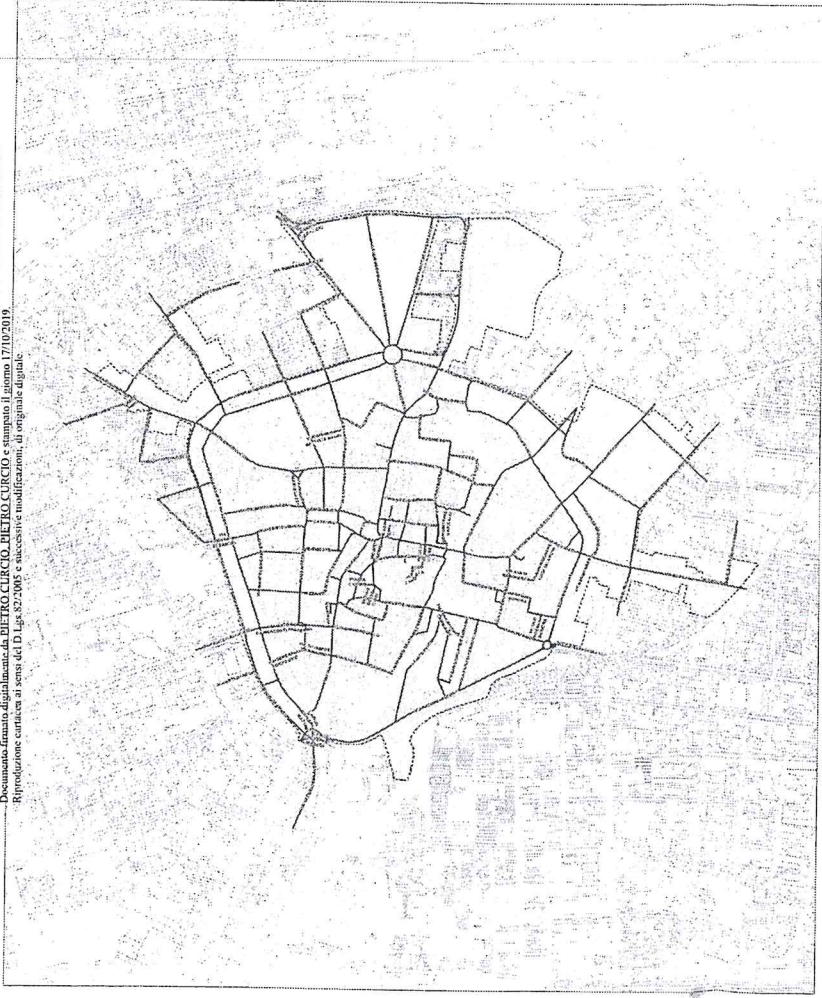 Documento firmato digitalmente da PIETRO CURCIO, PIETRO CURCIO e stampato il giorno 17/10/2019.
Riproduzione cartacea ai sensi del D.Lgs. 82/2005 e successive modificazioni, di originale digitale.